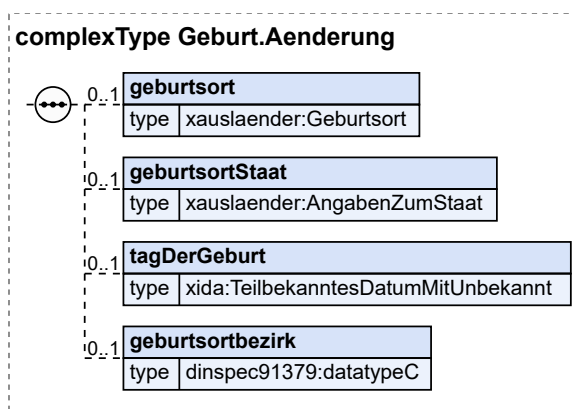 complexType Geburt.Aenderung
0..1 geburtsort
type xauslaender:Geburtsort
0..1 geburtsortStaat
type xauslaender:AngabenZumStaat
0..1 tagDerGeburt
type xida:TeilbekanntesDatumMitUnbekannt
0..1 geburtsortbezirk
type dinspec91379:datatypeC